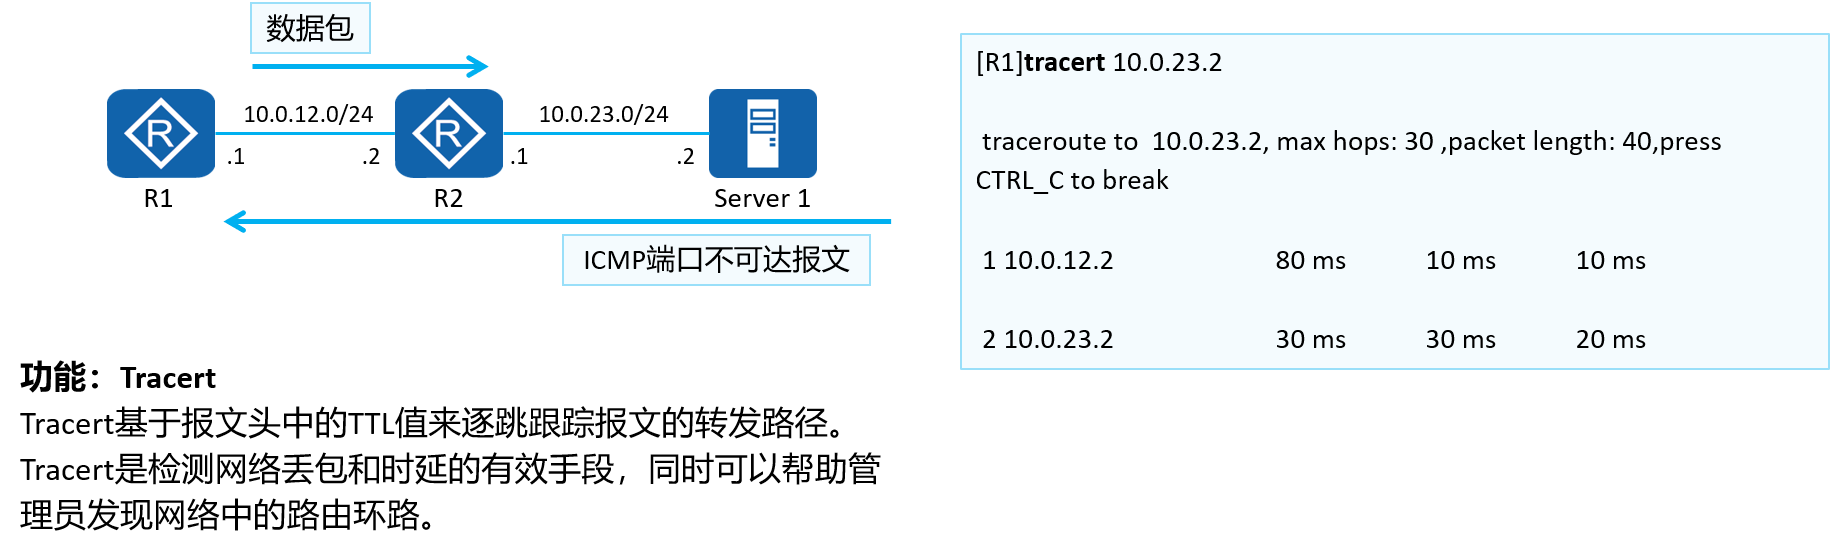 数据包
10.0.12.0/24
10.0.23.0/24
R
R
.1
.2
.1
.2
R1
R2
Server 1
ICMP端口不可达报文
功能：Tracert
Tracert基于报文头中的TTL值来逐跳跟踪报文的转发路径。
Tracert是检测网络丢包和时延的有效手段，同时可以帮助管
理员发现网络中的路由环路。
[R1]tracert 10.0.23.2
traceroute to  10.0.23.2, max hops: 30 ,packet length: 40,press
CTRL_C to break
1 10.0.12.2 80 ms 10 ms 10 ms
2 10.0.23.2 30 ms 30 ms 20 ms